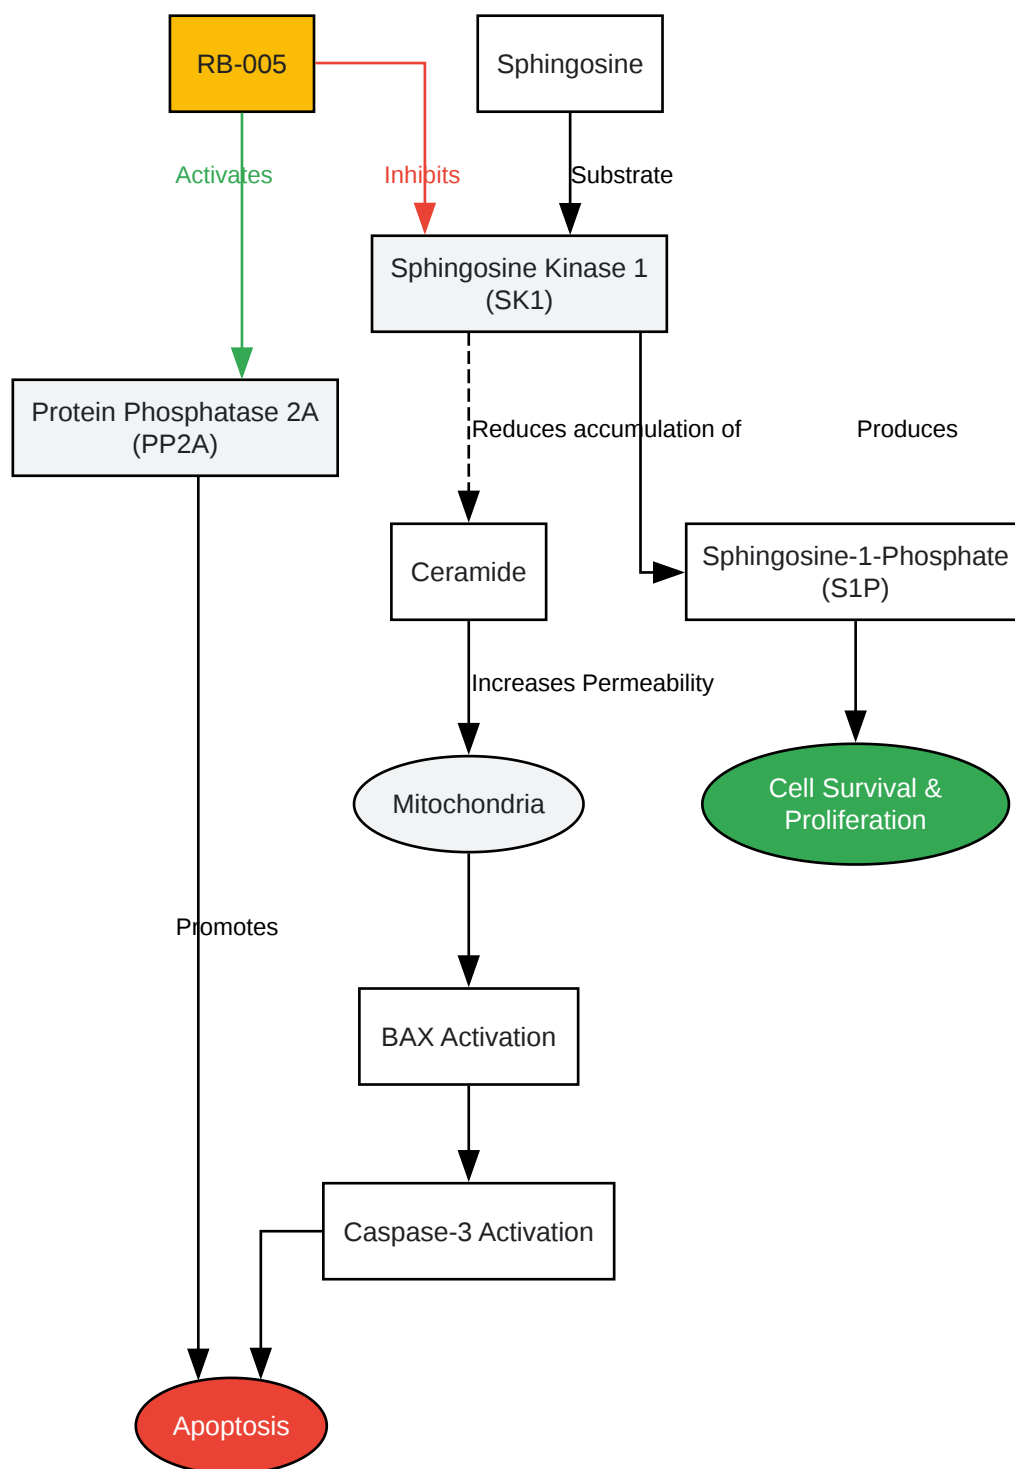 RB-005
Sphingosine
Activates
Inhibits
Substrate
Sphingosine Kinase 1
(SK1)
Protein Phosphatase 2A
(PP2A)
Reduces accumulation of
Produces
Ceramide
Sphingosine-1-Phosphate
(S1P)
Increases Permeability
Mitochondria
Cell Survival &
Proliferation
Promotes
BAX Activation
Caspase-3 Activation
Apoptosis